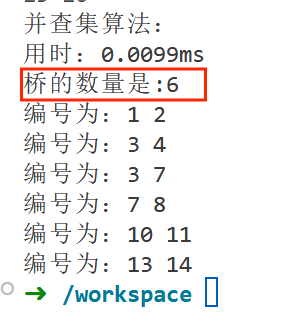 并查集算法:
用时: 0.0099ms
桥的数量是:6
编号为: 1 2
编号为: 3 4
编号为: 3 7
编号为: 7 8
编号为: 10 11
编号为: 13 14
➜ /workspace